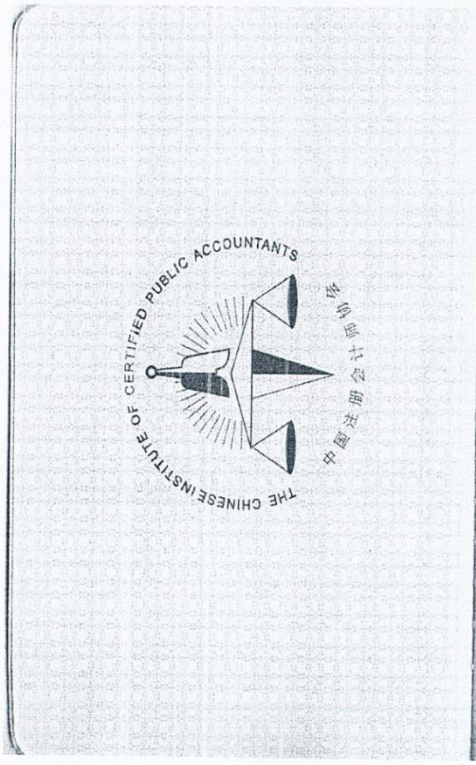 THE CHINESE INSTITUTE OF CERTIFIED PUBLIC ACCOUNTANTS
中国注册会计师协会